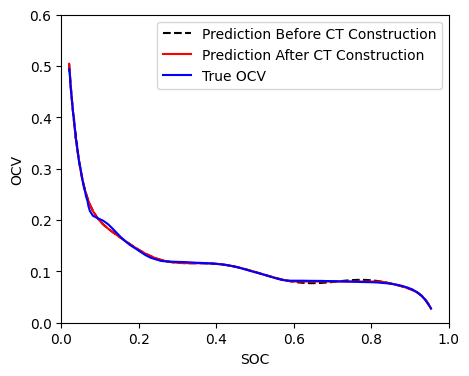 0.6
0.5
0.4
0.3
0.2
0.1
0.0
OCV
Prediction Before CT Construction
Prediction After CT Construction
True OCV
0.0 0.2 0.4 0.6 0.8 1.0
SOC